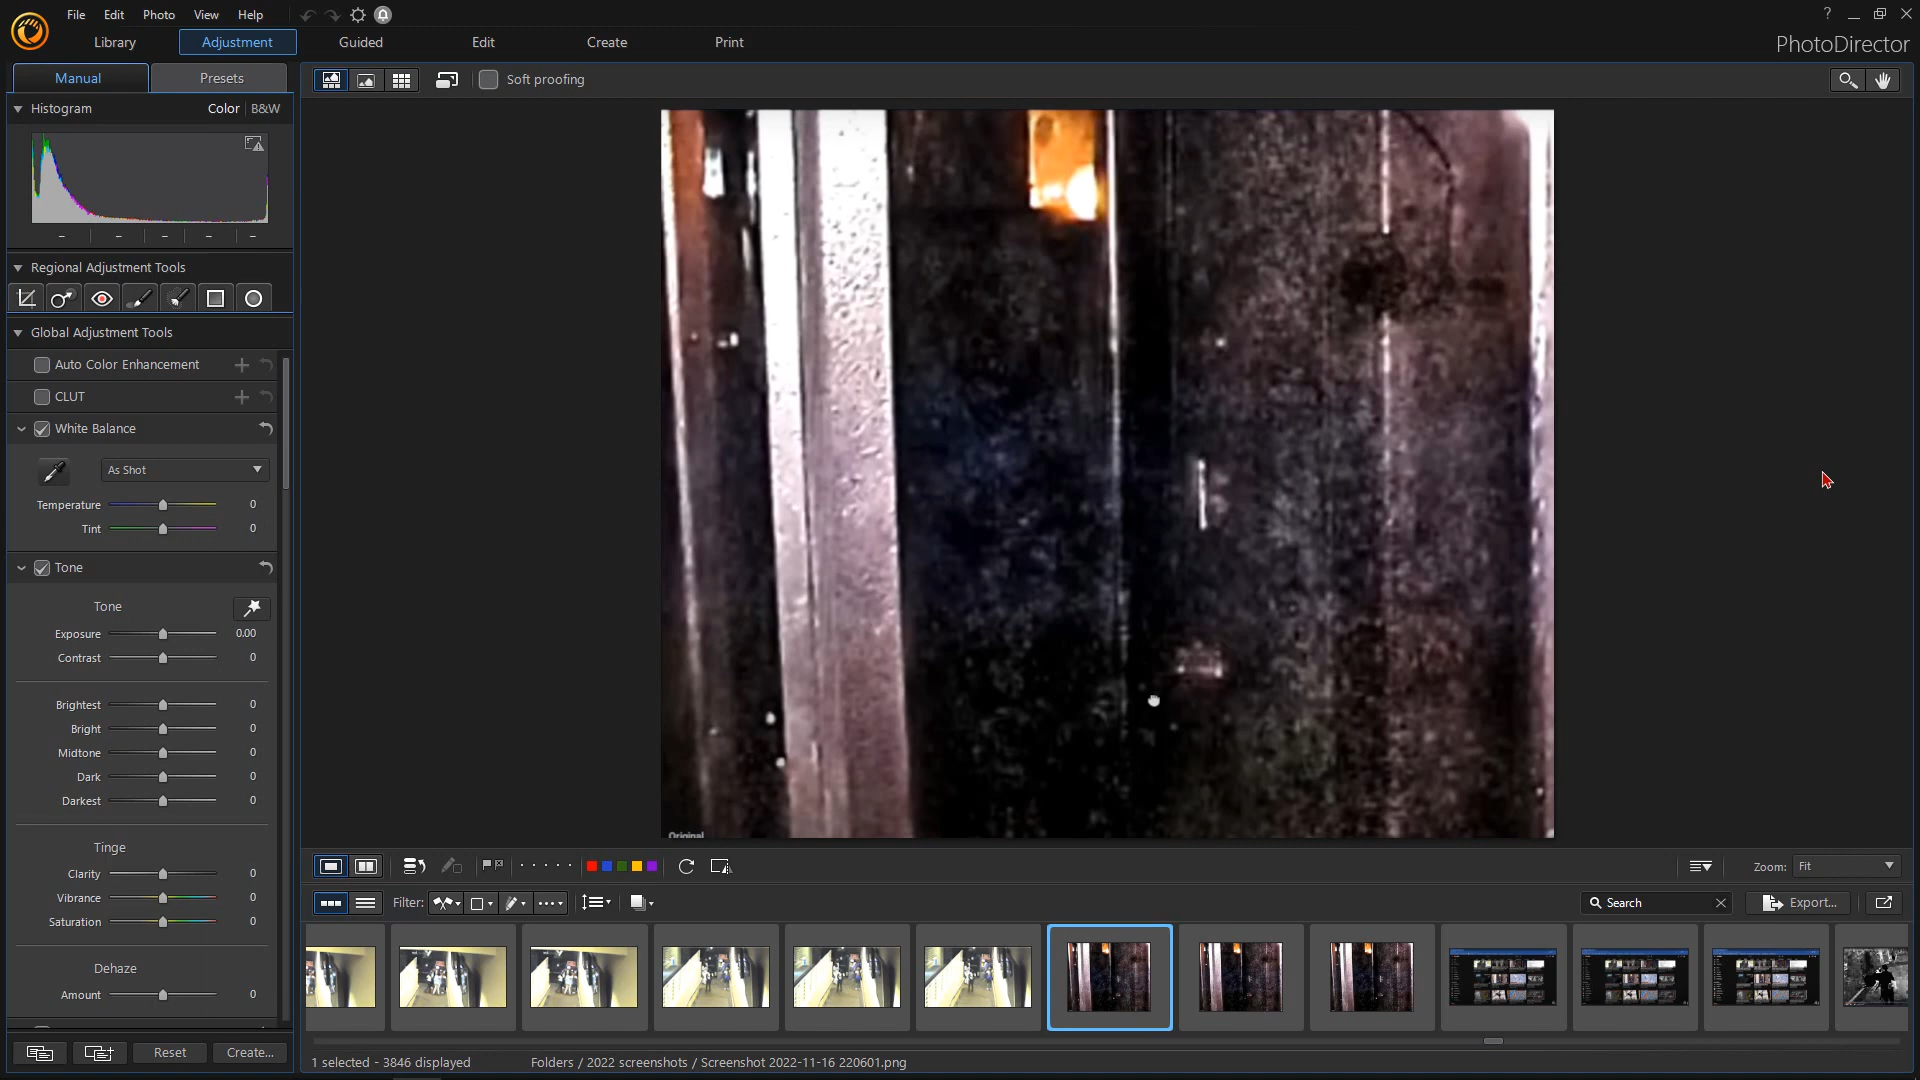 File Edit Photo View Help
?
Library Adjustment Guided Edit Create Print
PhotoDirector
Manual Presets
Soft proofing
Histogram Color B&W
Regional Adjustment Tools
Global Adjustment Tools
Auto Color Enhancement
CLUT
White Balance
As Shot
Temperature 0
Tint 0
Tone
Tone
Exposure 0.00
Contrast 0
Brightest 0
Bright 0
Midtone 0
Dark 0
Darkest 0
Tinge
Clarity 0
Vibrance 0
Saturation 0
Dehaze
Amount 0
Reset Create...
Original
Zoom: Fit
Filter: Search Export...
1 selected - 3846 displayed Folders / 2022 screenshots / Screenshot 2022-11-16 220601.png